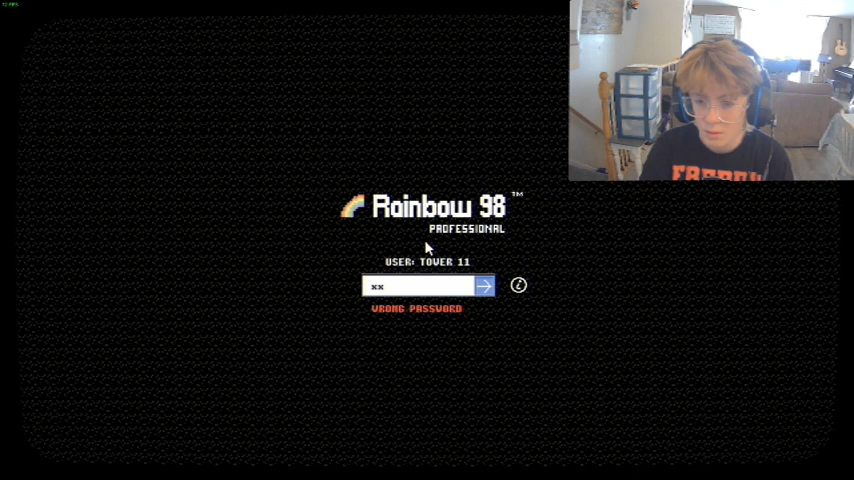 Rainbow 98™
PROFESSIONAL
USER: TOWER 11
xx
WRONG PASSWORD